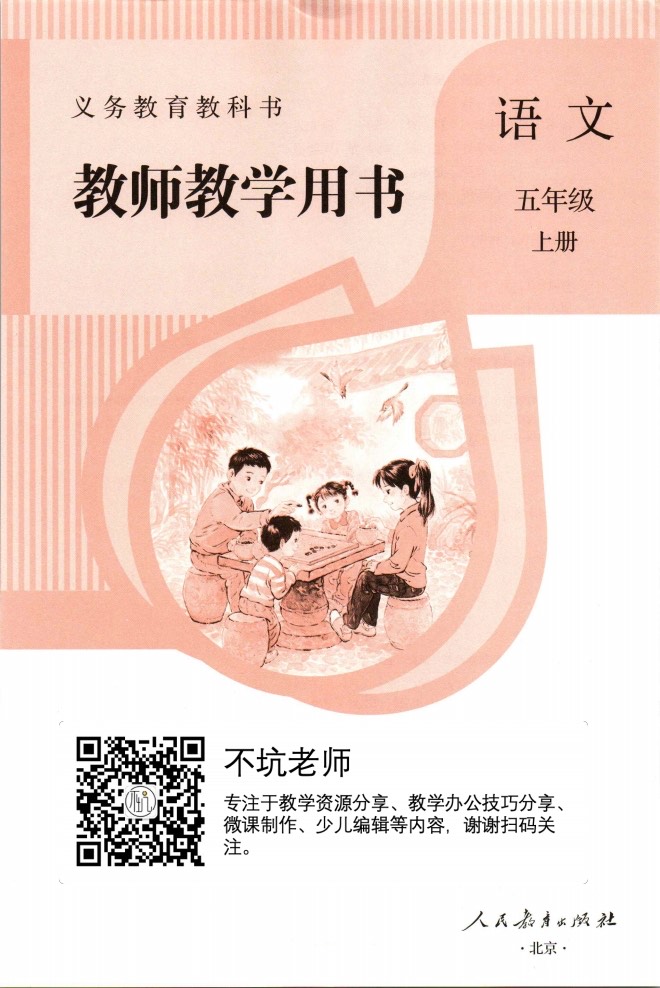 义务教育教科书
教师教学用书
语文
五年级
上册
不坑老师
专注于教学资源分享、教学办公技巧分享、
微课制作、少儿编辑等内容，谢谢扫码关
注。
人民教育出版社
·北京·